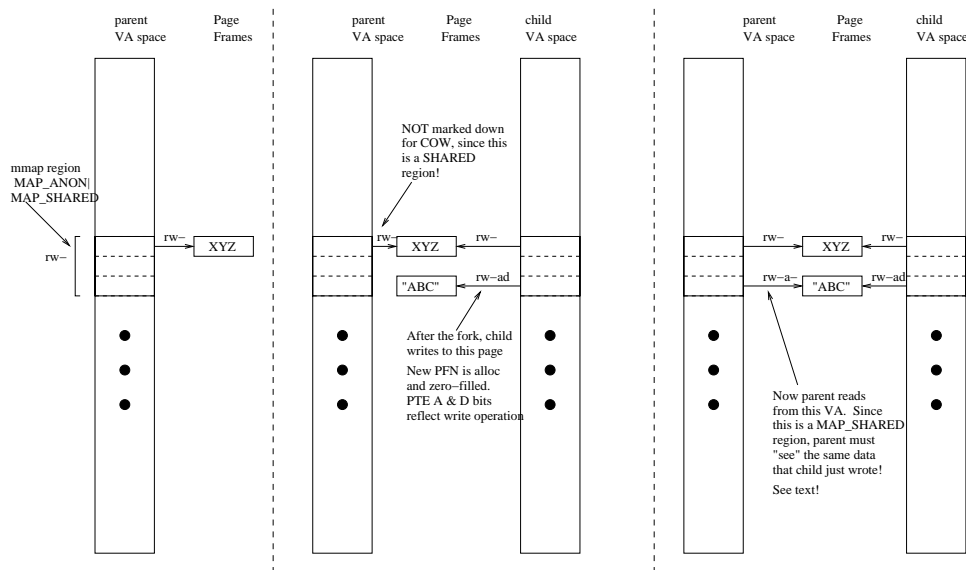 parent
VA space
Page
Frames
mmap region
MAP_ANON|
MAP_SHARED
rw-
rw-
XYZ
parent
VA space
Page
Frames
child
VA space
NOT marked down
for COW, since this
is a SHARED
region!
rw-
XYZ
rw-
"ABC"
rw-ad
After the fork, child
writes to this page
New PFN is alloc
and zero-filled.
PTE A & D bits
reflect write operation
parent
VA space
Page
Frames
child
VA space
rw-
XYZ
rw-
rw-a-
"ABC"
rw-ad
Now parent reads
from this VA. Since
this is a MAP_SHARED
region, parent must
"see" the same data
that child just wrote!
See text!